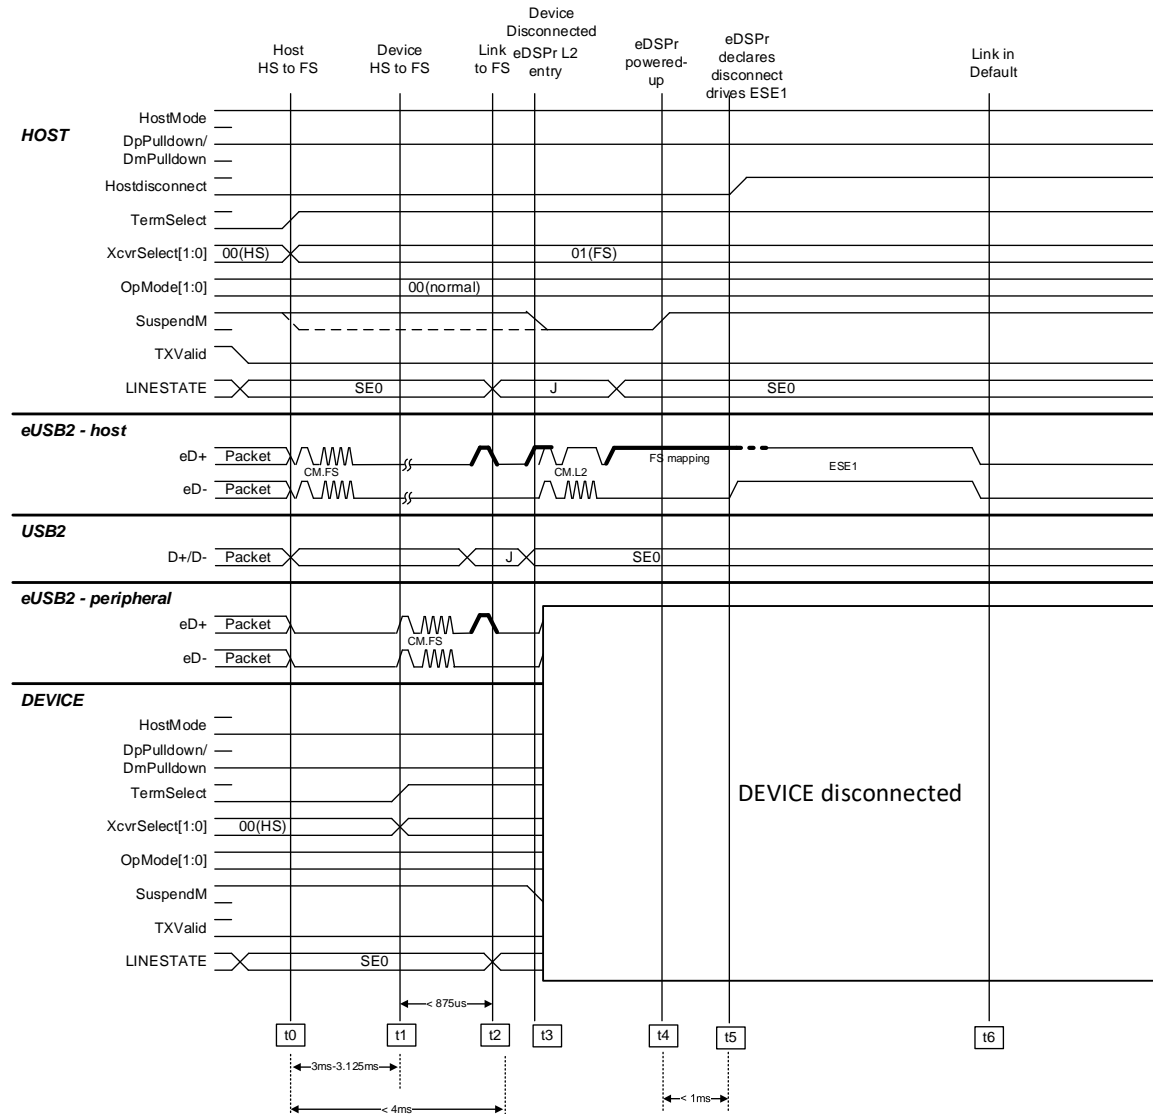 Device
Disconnected
Host
HS to FS
Device
HS to FS
Link
to FS
eDSPr L2
entry
eDSPr
powered-
up
eDSPr
declares
disconnect
drives ESE1
Link in
Default
HOST
HostMode
DpPulldown/
DmPulldown
Hostdisconnect
TermSelect
XcvrSelect[1:0] 00(HS) 01(FS)
OpMode[1:0] 00(normal)
SuspendM
TXValid
LINESTATE SE0 J SE0
eUSB2 - host
eD+ Packet FS mapping
CM.FS CM.L2 ESE1
eD- Packet
USB2
D+/D- Packet J SE0
eUSB2 - peripheral
eD+ Packet
CM.FS
eD- Packet
DEVICE
HostMode
DpPulldown/
DmPulldown
TermSelect
DEVICE disconnected
XcvrSelect[1:0] 00(HS)
OpMode[1:0]
SuspendM
TXValid
LINESTATE SE0
< 875us
t0 t1 t2 t3 t4 t5 t6
3ms-3.125ms
< 1ms
< 4ms